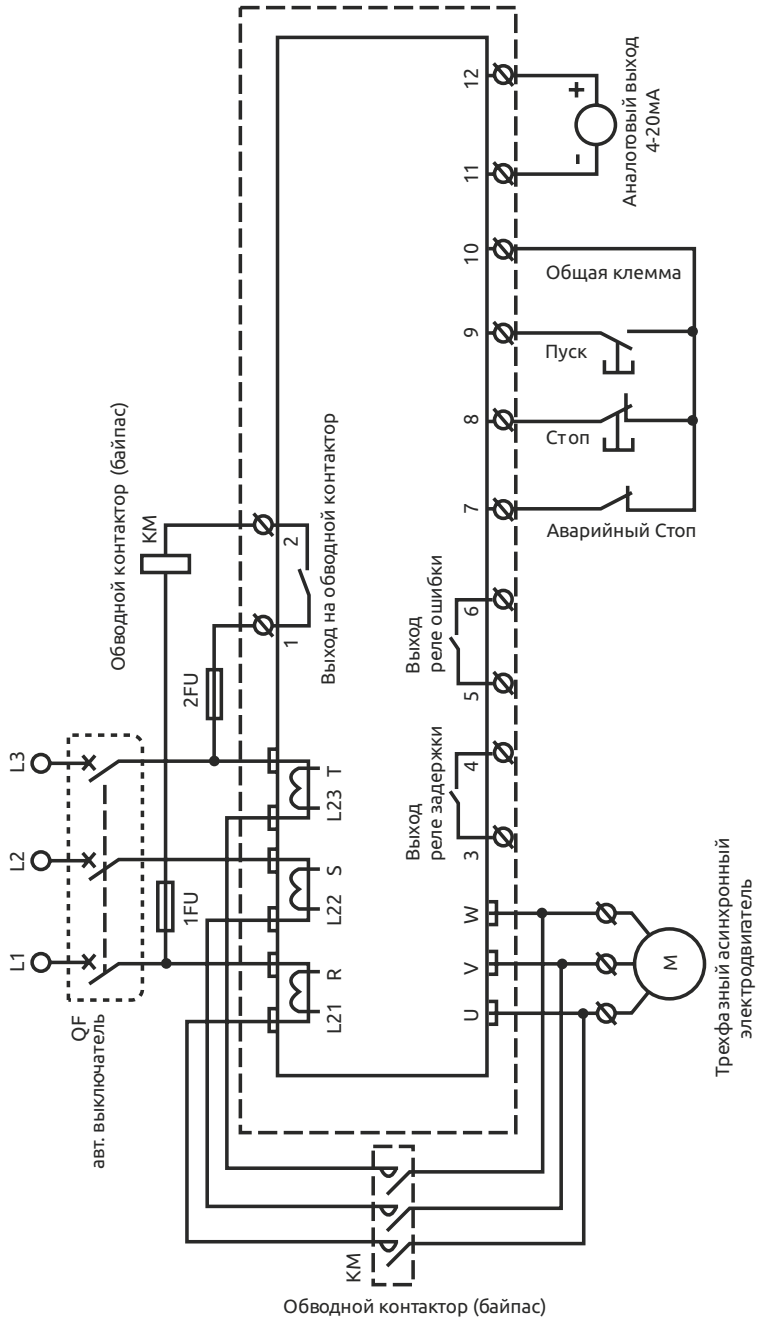 L1
L2
L3
QF
авт. выключатель
1FU
2FU
Обводной контактор (байпас)
KM
L21
R
L22
S
L23
T
1
2
Выход на обводной контактор
U
V
W
3
4
Выход
реле задержки
5
6
Выход
реле ошибки
7
8
9
10
11
12
Аварийный Стоп
Стоп
Пуск
Общая клемма
-
+
Аналоговый выход
4-20мА
M
Трехфазный асинхронный
электродвигатель
KM
Обводной контактор (байпас)